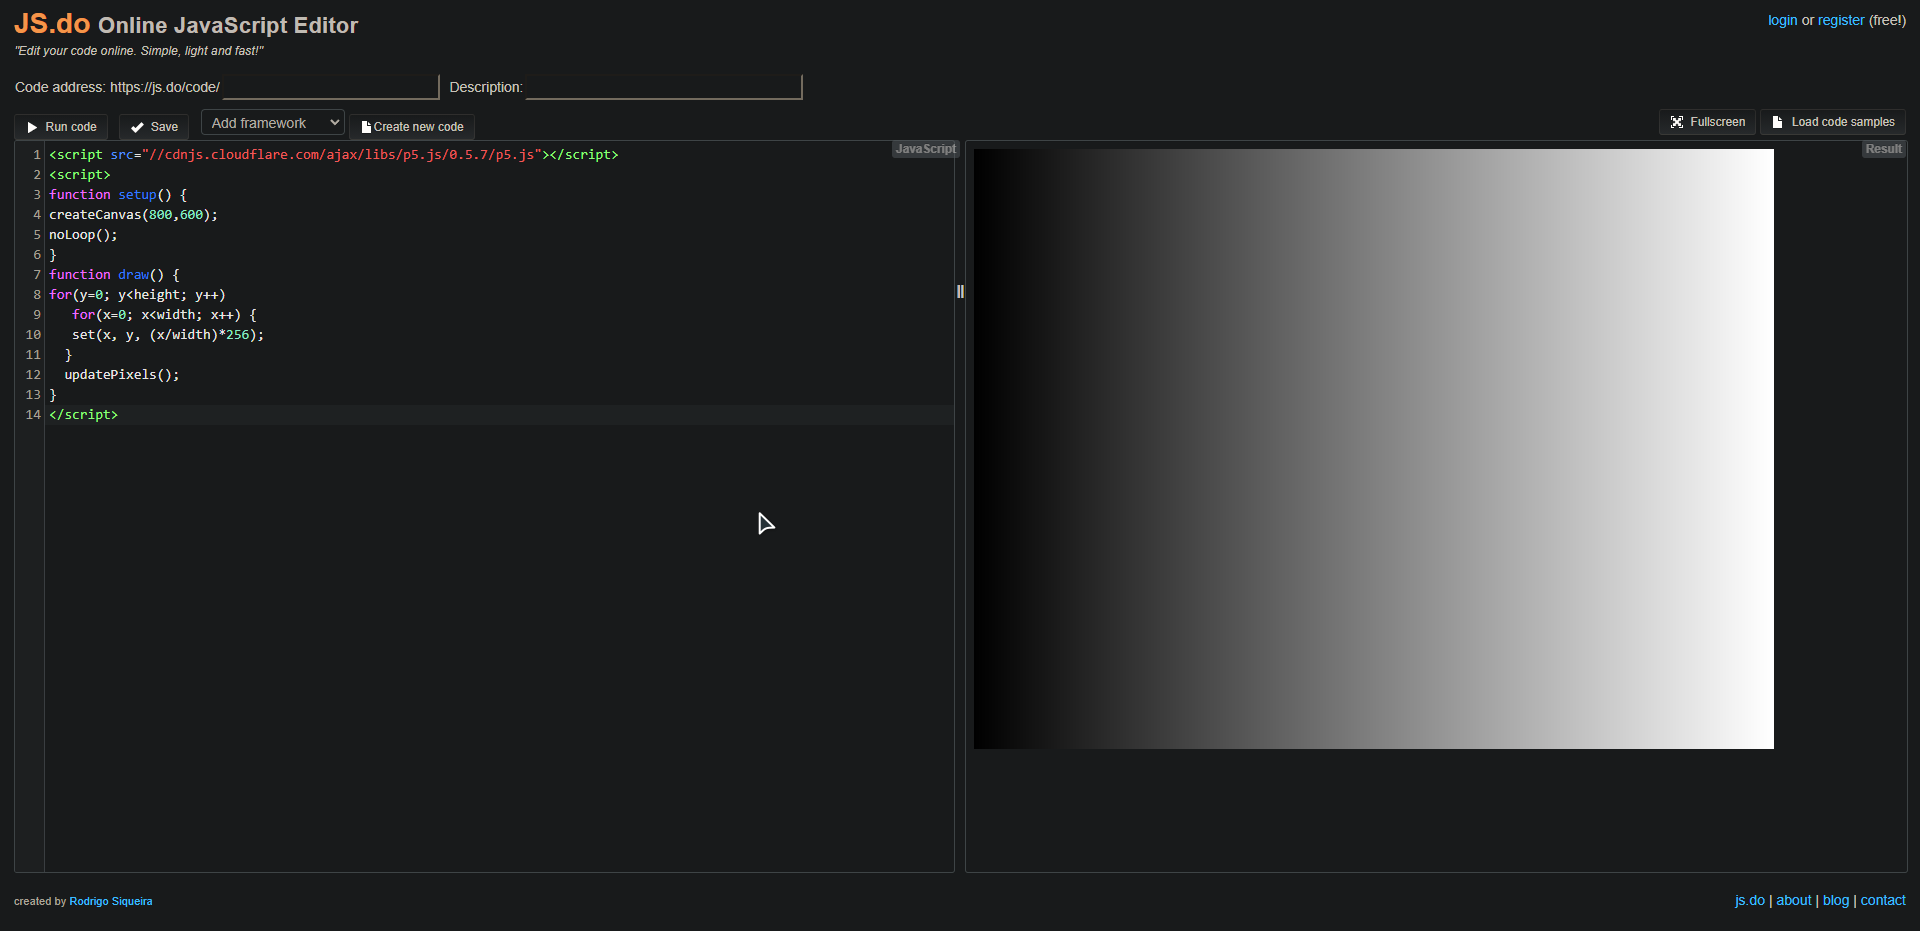 JS.do Online JavaScript Editor
login or register (free!)
"Edit your code online. Simple, light and fast!"
Code address: https://js.do/code/ Description:
Run code Save Add framework Create new code Fullscreen Load code samples
JavaScript
Result
1 <script src="//cdnjs.cloudflare.com/ajax/libs/p5.js/0.5.7/p5.js"></script>
2 <script>
3 function setup() {
4 createCanvas(800,600);
5 noLoop();
6 }
7 function draw() {
8 for(y=0; y<height; y++)
9    for(x=0; x<width; x++) {
10    set(x, y, (x/width)*256);
11   }
12   updatePixels();
13 }
14 </script>
created by Rodrigo Siqueira
js.do | about | blog | contact